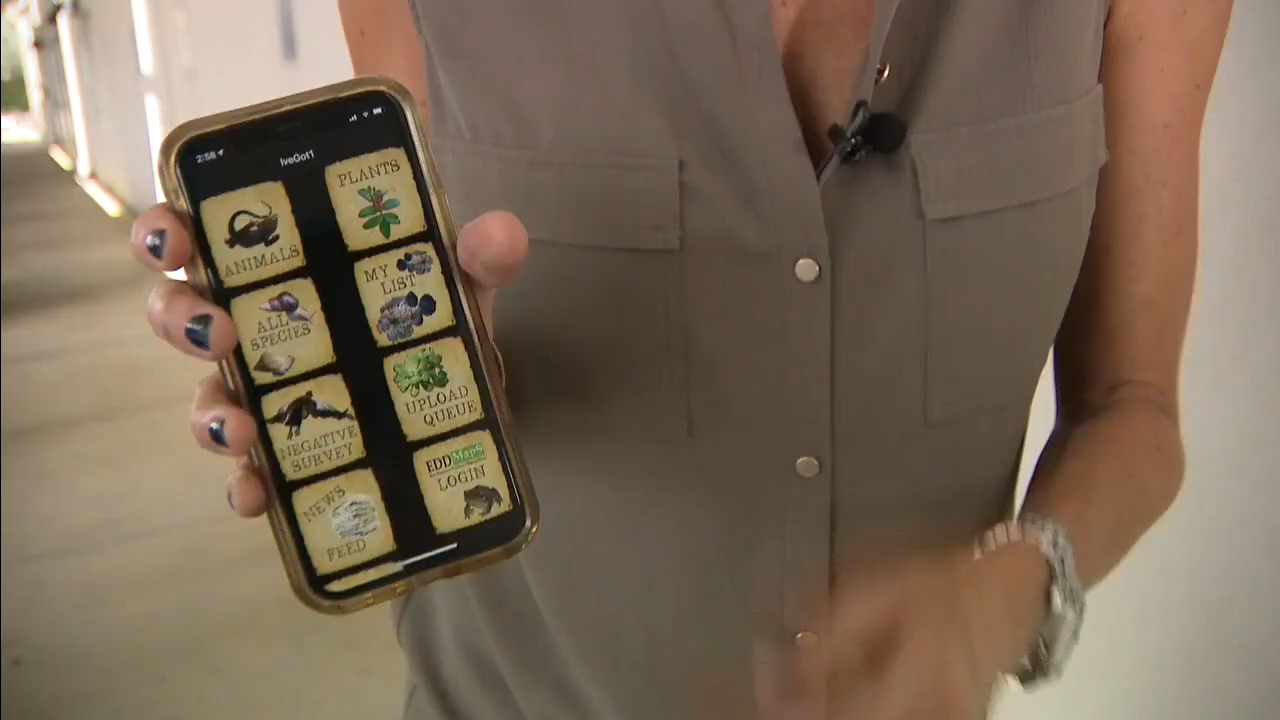 2:58
IveGot1
ANIMALS
PLANTS
ALL
SPECIES
MY
LIST
NEGATIVE
SURVEY
UPLOAD
QUEUE
NEWS
FEED
EDDMapS
LOGIN